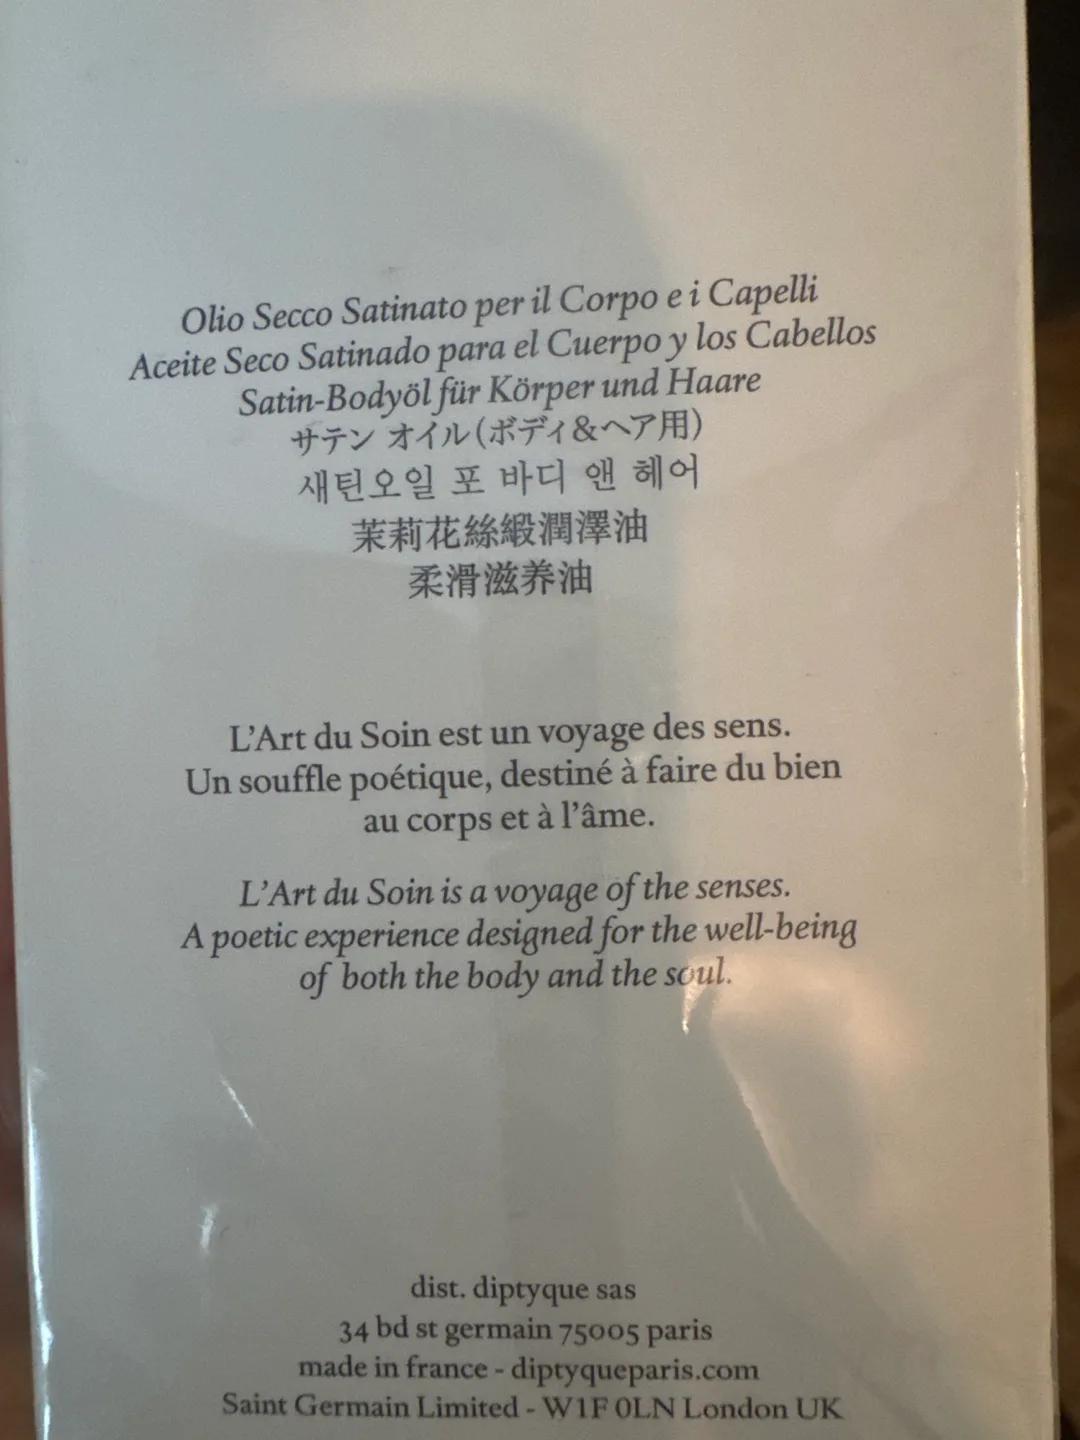 Olio Secco Satinato per il Corpo e i Capelli
Aceite Seco Satinado para el Cuerpo y los Cabellos
Satin-Bodyöl für Körper und Haare
サテン オイル(ボディ&ヘア用)
새틴오일 포 바디 앤 헤어
茉莉花絲緞潤澤油
柔滑滋养油
L'Art du Soin est un voyage des sens.
Un souffle poétique, destiné à faire du bien
au corps et à l'âme.
L'Art du Soin is a voyage of the senses.
A poetic experience designed for the well-being
of both the body and the soul.
dist. diptyque sas
34 bd st germain 75005 paris
made in france - diptyqueparis.com
Saint Germain Limited - W1F 0LN London UK